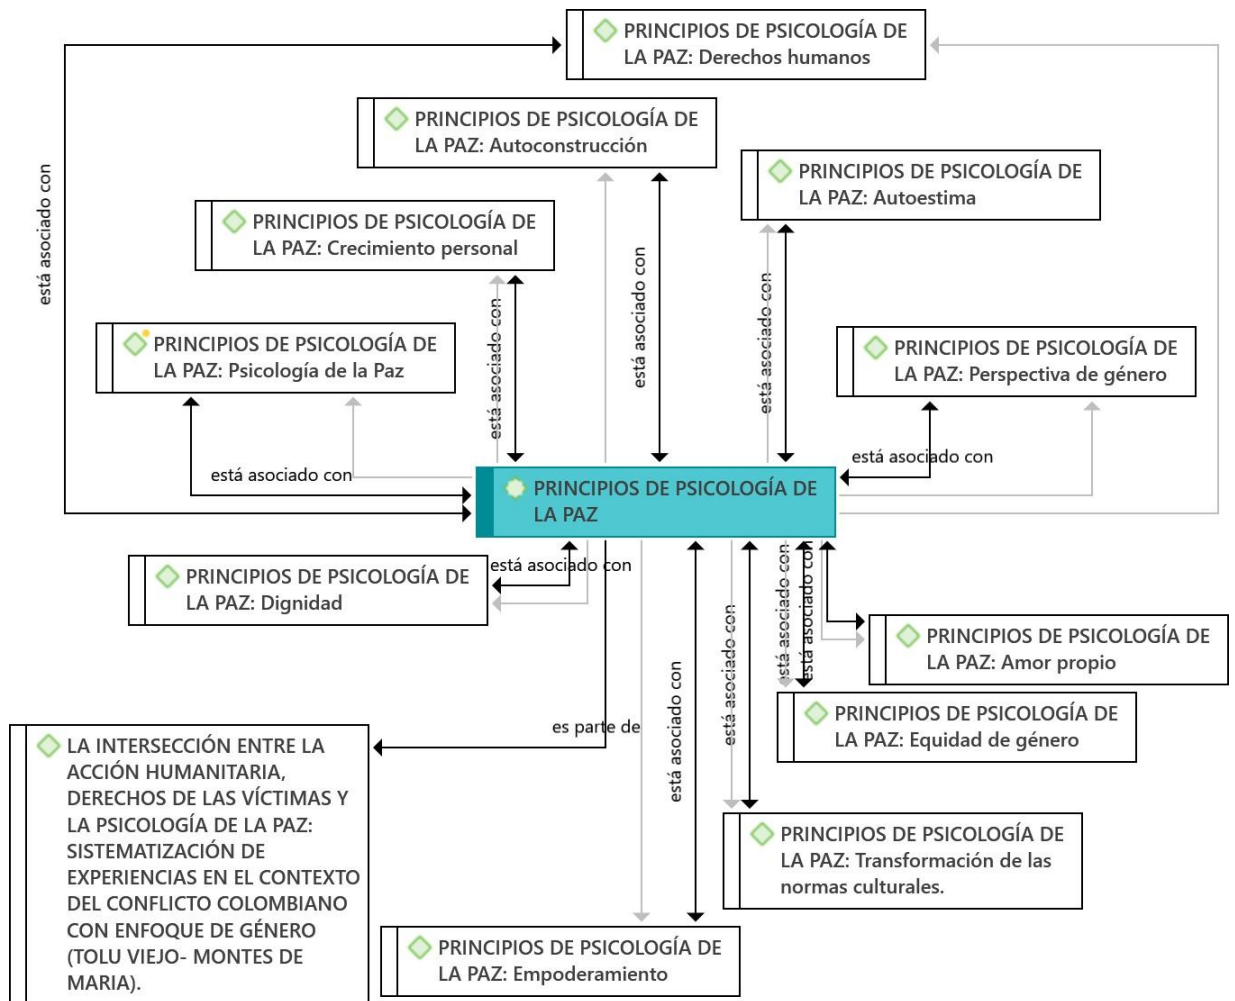 PRINCIPIOS DE PSICOLOGÍA DE
LA PAZ: Derechos humanos
PRINCIPIOS DE PSICOLOGÍA DE
LA PAZ: Autoconstrucción
PRINCIPIOS DE PSICOLOGÍA DE
LA PAZ: Autoestima
está asociado con
PRINCIPIOS DE PSICOLOGÍA DE
LA PAZ: Crecimiento personal
está asociado con
está asociado con
está asociado con
PRINCIPIOS DE PSICOLOGÍA DE
LA PAZ: Psicología de la Paz
PRINCIPIOS DE PSICOLOGÍA DE
LA PAZ: Perspectiva de género
está asociado con
está asociado con
PRINCIPIOS DE PSICOLOGÍA DE
LA PAZ
está asociado con
PRINCIPIOS DE PSICOLOGÍA DE
LA PAZ: Dignidad
está asociado con
está asociado con
está asociado con
está asociado con
PRINCIPIOS DE PSICOLOGÍA DE
LA PAZ: Amor propio
PRINCIPIOS DE PSICOLOGÍA DE
LA PAZ: Equidad de género
es parte de
LA INTERSECCIÓN ENTRE LA
ACCIÓN HUMANITARIA,
DERECHOS DE LAS VÍCTIMAS Y
LA PSICOLOGÍA DE LA PAZ:
SISTEMATIZACIÓN DE
EXPERIENCIAS EN EL CONTEXTO
DEL CONFLICTO COLOMBIANO
CON ENFOQUE DE GÉNERO
(TOLU VIEJO- MONTES DE
MARIA).
PRINCIPIOS DE PSICOLOGÍA DE
LA PAZ: Transformación de las
normas culturales.
PRINCIPIOS DE PSICOLOGÍA DE
LA PAZ: Empoderamiento